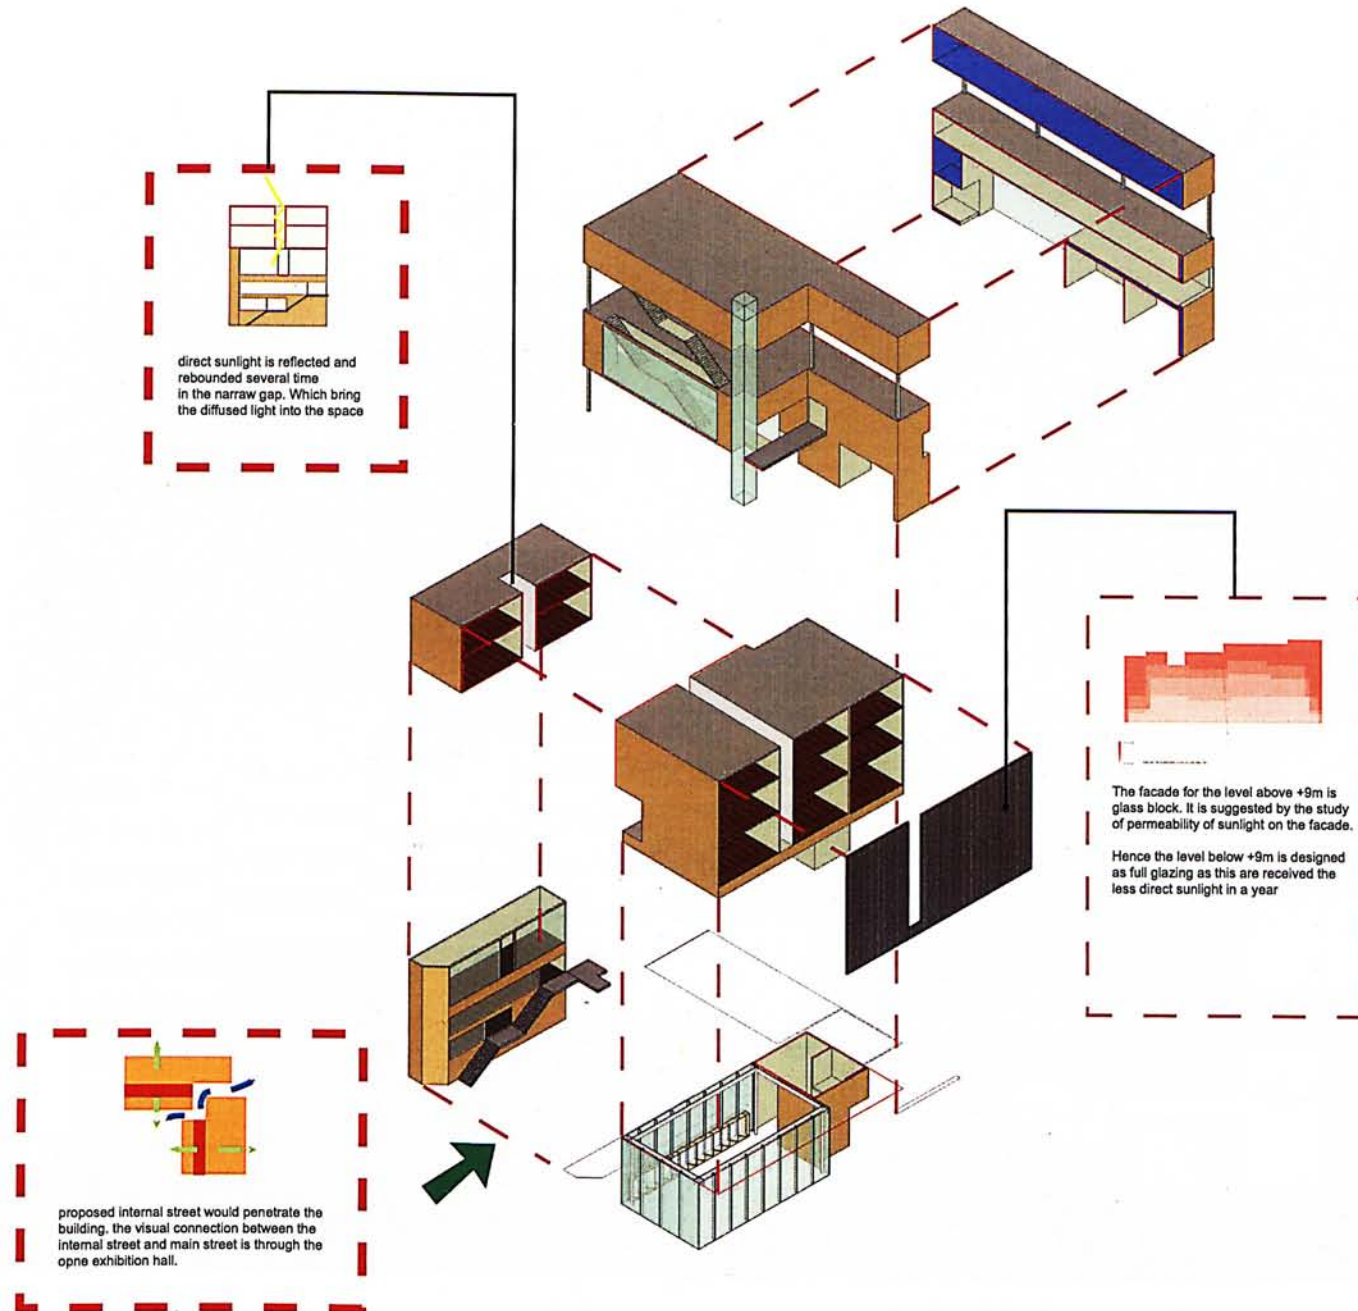 direct sunlight is reflected and
rebounded several time
in the narraw gap. Which bring
the diffused light into the space
The facade for the level above +9m is
glass block. It is suggested by the study
of permeability of sunlight on the facade.
Hence the level below +9m is designed
as full glazing as this are received the
less direct sunlight in a year
proposed internal street would penetrate the
building. the visual connection between the
internal street and main street is through the
opne exhibition hall.